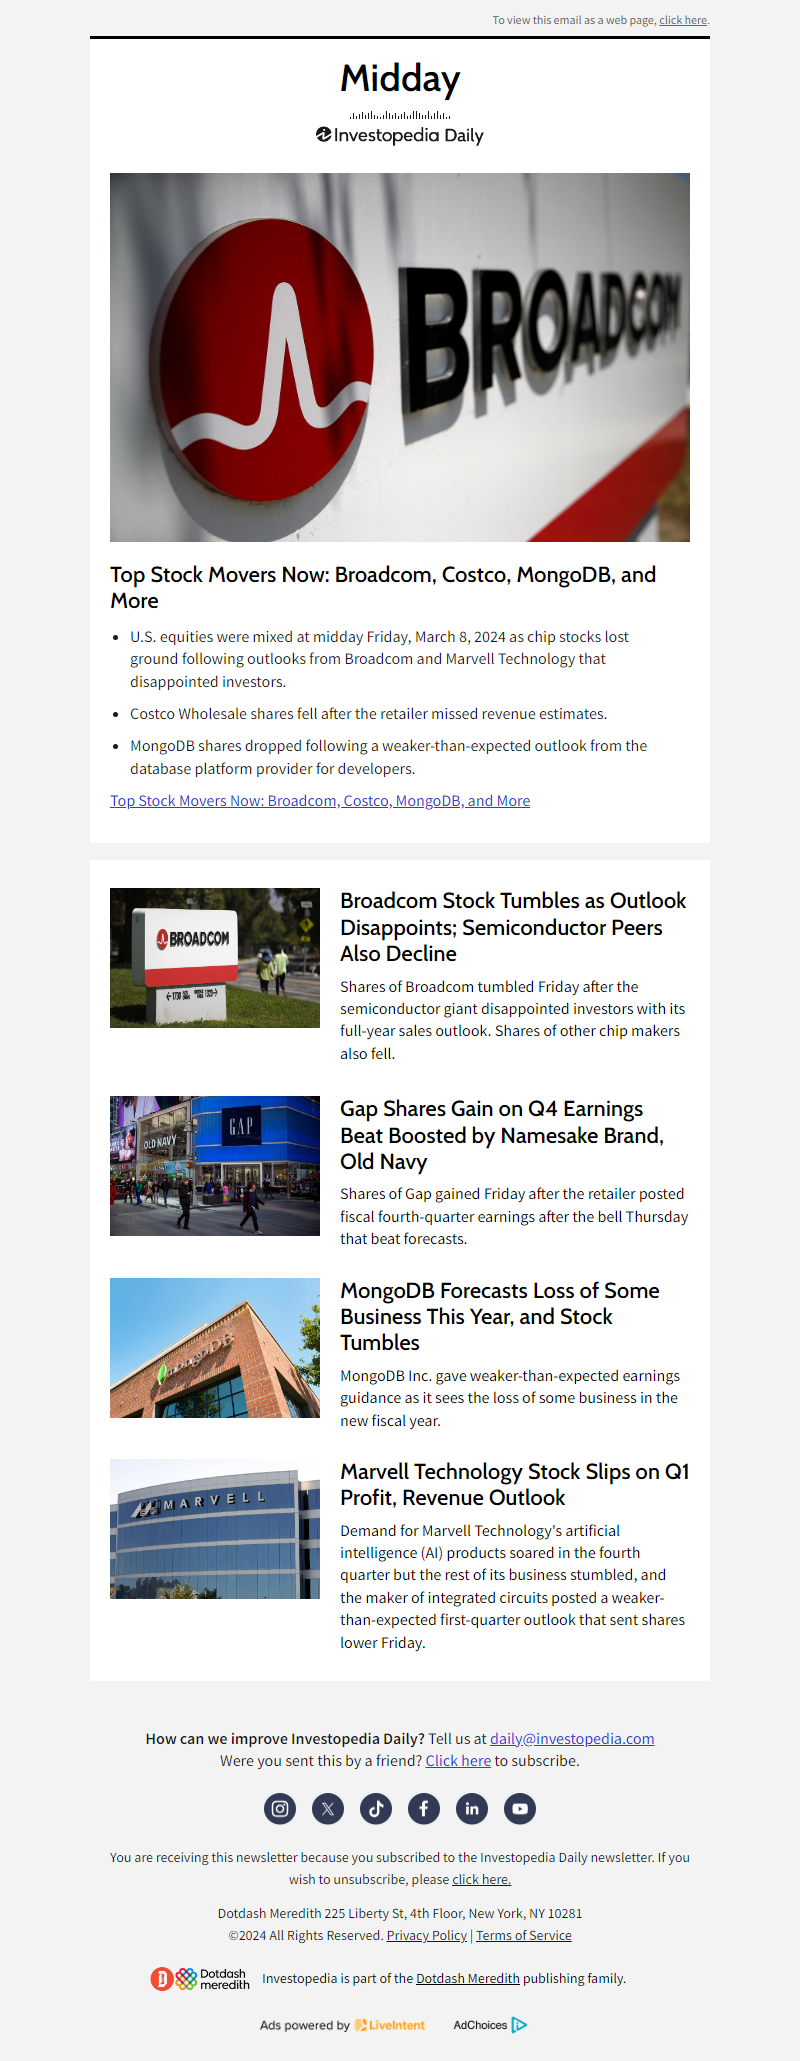 To view this email as a web page, click here.
Midday
Investopedia Daily
BROADCOM
Top Stock Movers Now: Broadcom, Costco, MongoDB, and
More
• U.S. equities were mixed at midday Friday, March 8, 2024 as chip stocks lost
ground following outlooks from Broadcom and Marvell Technology that
disappointed investors.
• Costco Wholesale shares fell after the retailer missed revenue estimates.
• MongoDB shares dropped following a weaker-than-expected outlook from the
database platform provider for developers.
Top Stock Movers Now: Broadcom, Costco, MongoDB, and More
BROADCOM
Broadcom Stock Tumbles as Outlook
Disappoints; Semiconductor Peers
Also Decline
Shares of Broadcom tumbled Friday after the
semiconductor giant disappointed investors with its
full-year sales outlook. Shares of other chip makers
also fell.
OLD NAVY
GAP
Gap Shares Gain on Q4 Earnings
Beat Boosted by Namesake Brand,
Old Navy
Shares of Gap gained Friday after the retailer posted
fiscal fourth-quarter earnings after the bell Thursday
that beat forecasts.
mongoDB
MongoDB Forecasts Loss of Some
Business This Year, and Stock
Tumbles
MongoDB Inc. gave weaker-than-expected earnings
guidance as it sees the loss of some business in the
new fiscal year.
MARVELL
Marvell Technology Stock Slips on Q1
Profit, Revenue Outlook
Demand for Marvell Technology's artificial
intelligence (AI) products soared in the fourth
quarter but the rest of its business stumbled, and
the maker of integrated circuits posted a weaker-
than-expected first-quarter outlook that sent shares
lower Friday.
How can we improve Investopedia Daily? Tell us at daily@investopedia.com
Were you sent this by a friend? Click here to subscribe.
You are receiving this newsletter because you subscribed to the Investopedia Daily newsletter. If you
wish to unsubscribe, please click here.
Dotdash Meredith 225 Liberty St, 4th Floor, New York, NY 10281
©2024 All Rights Reserved. Privacy Policy | Terms of Service
Dotdash
meredith
Investopedia is part of the Dotdash Meredith publishing family.
Ads powered by LiveIntent
AdChoices